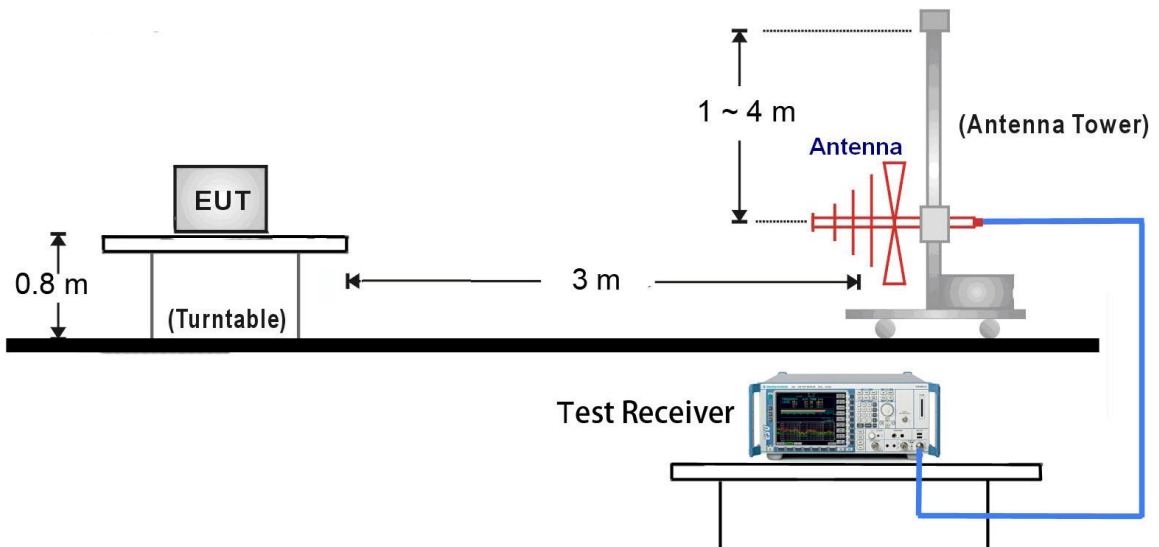 1 ~ 4 m
(Antenna Tower)
Antenna
EUT
0.8 m
3 m
(Turntable)
Test Receiver